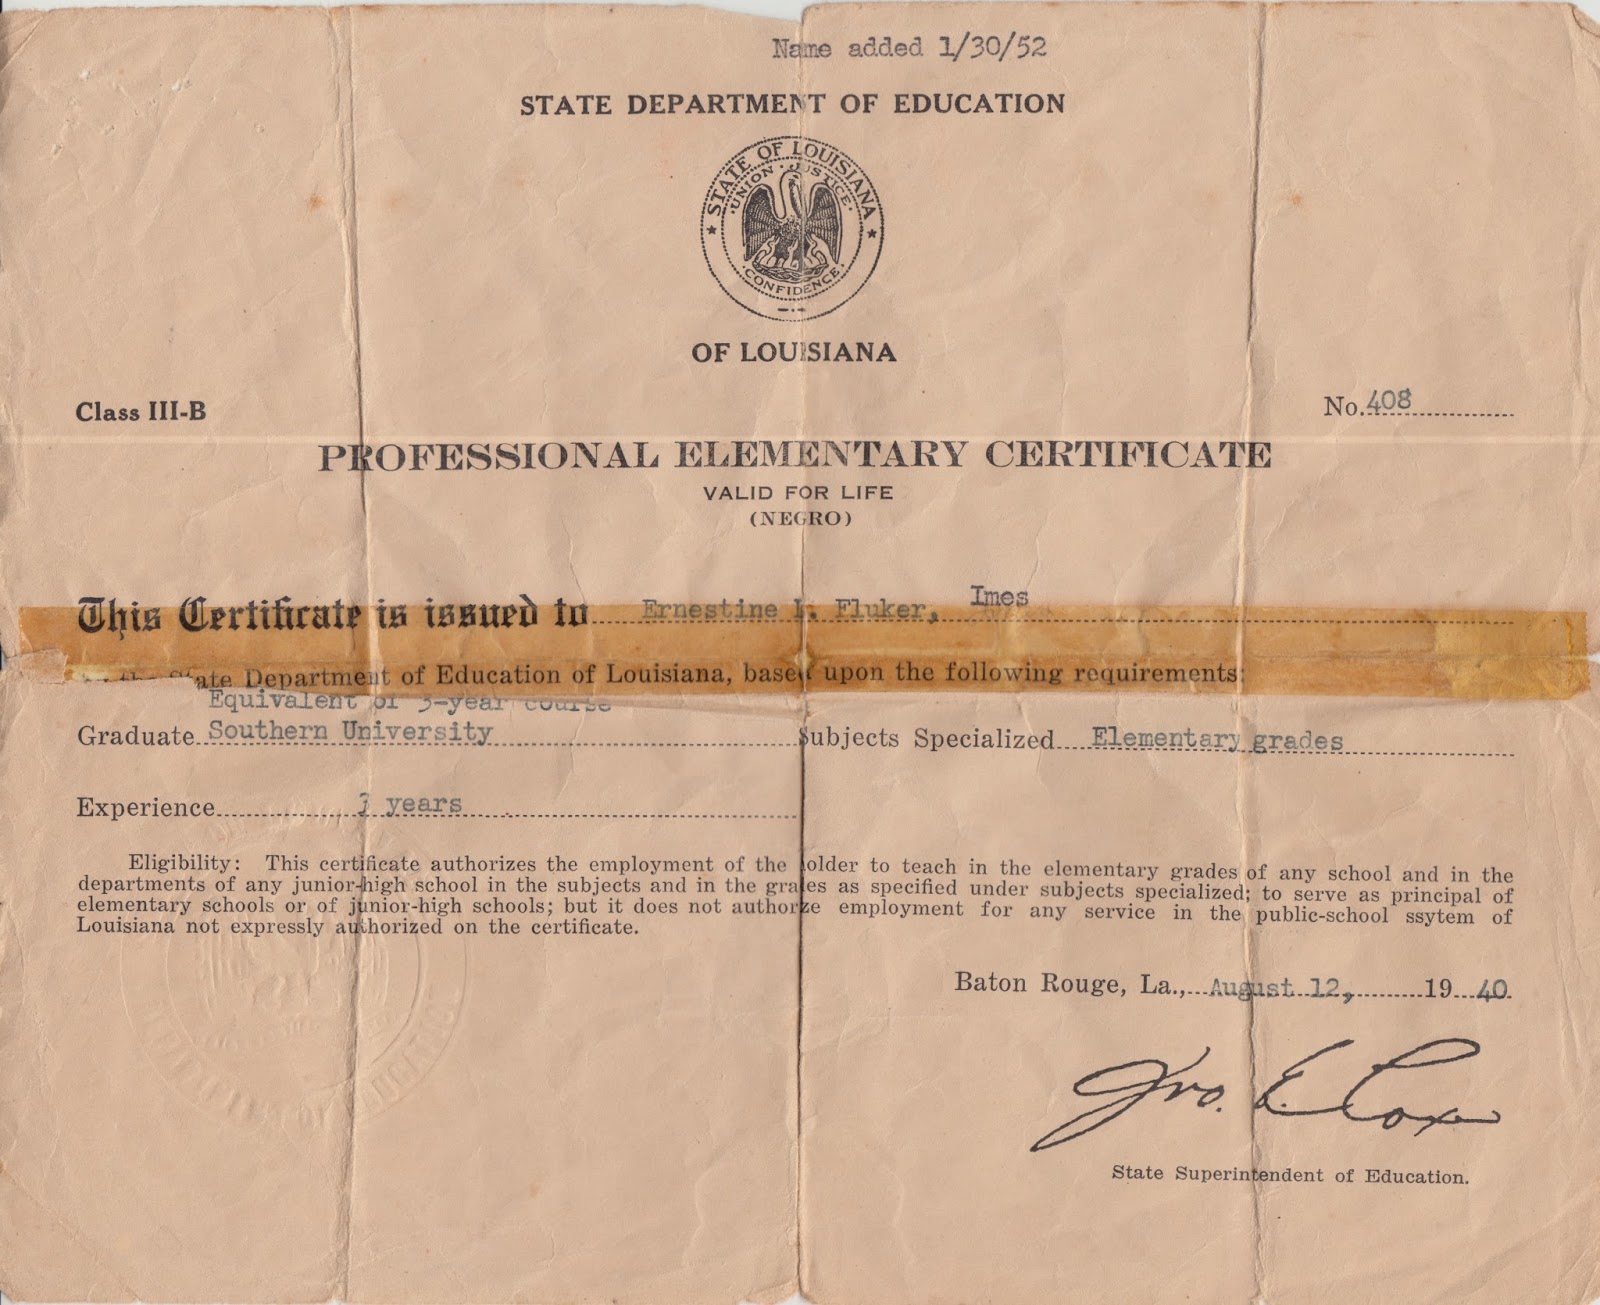 Name added 1/30/52
STATE DEPARTMENT OF EDUCATION
STATE OF LOUISIANA
UNION · JUSTICE
CONFIDENCE
OF LOUISIANA
Class III-B
No. 408
PROFESSIONAL ELEMENTARY CERTIFICATE
VALID FOR LIFE
(NEGRO)
Imes
This Certificate is issued to Ernestine Fluker,
State Department of Education of Louisiana, based upon the following requirements:
Equivalent of 3-year course
Graduate Southern University Subjects Specialized Elementary grades
Experience years
Eligibility: This certificate authorizes the employment of the holder to teach in the elementary grades of any school and in the
departments of any junior-high school in the subjects and in the grades as specified under subjects specialized; to serve as principal of
elementary schools or of junior-high schools; but it does not authorize employment for any service in the public-school ssytem of
Louisiana not expressly authorized on the certificate.
Baton Rouge, La., August 12, 19 40
Jno. E. Cox
State Superintendent of Education.